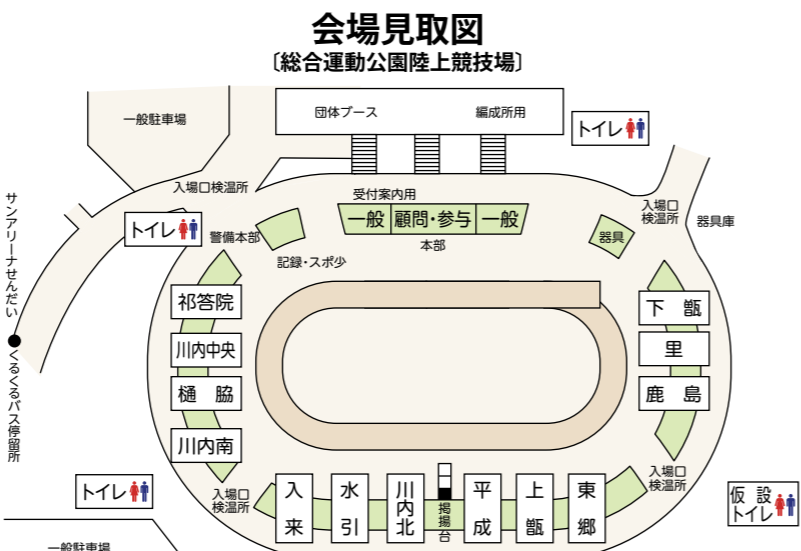 会場見取図
〔総合運動公園陸上競技場〕
一般駐車場
団体ブース
編成所用
トイレ
入場口検温所
受付案内用
一般
顧問・参与
一般
本部
入場口
検温所
器具庫
サンアリーナせんだい
くるくるバス停留所
トイレ
警備本部
記録・スポ少
器具
祁答院
川内中央
樋脇
川内南
下甑
里
鹿島
トイレ
入場口
検温所
入来
水引
川内北
掲揚台
平成
上甑
東郷
入場口
検温所
仮設
トイレ
一般駐車場